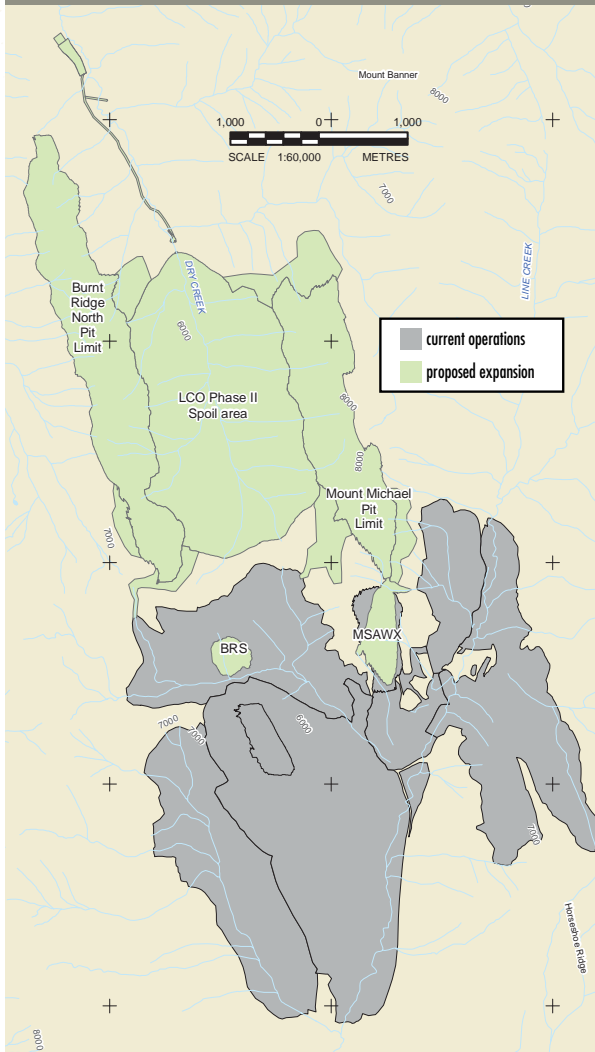 Mount Banner
8000
1,000
0
1,000
SCALE 1:60,000 METRES
7000
LINE CREEK
DRY CREEK
6000
Burnt
Ridge
North
Pit
Limit
current operations
proposed expansion
LCO Phase II
Spoil area
8000
8000
Mount Michael
Pit
Limit
7000
MSAWX
BRS
7000
7000
6000
7000
Horseshoe Ridge
8000